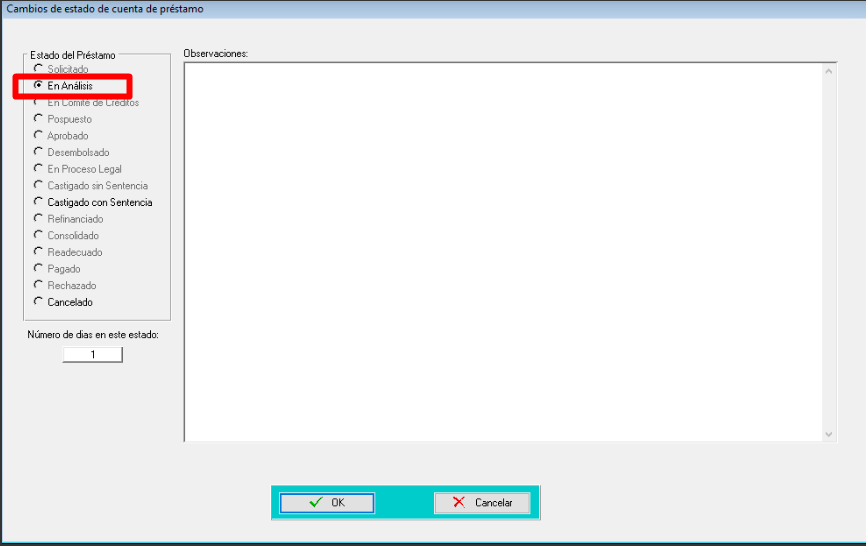 Cambios de estado de cuenta de préstamo
Estado del Préstamo
Observaciones:
Solicitado
En Análisis
En Comité de Créditos
Pospuesto
Aprobado
Desembolsado
En Proceso Legal
Castigado sin Sentencia
Castigado con Sentencia
Refinanciado
Consolidado
Readecuado
Pagado
Rechazado
Cancelado
Número de dias en este estado:
1
OK
Cancelar